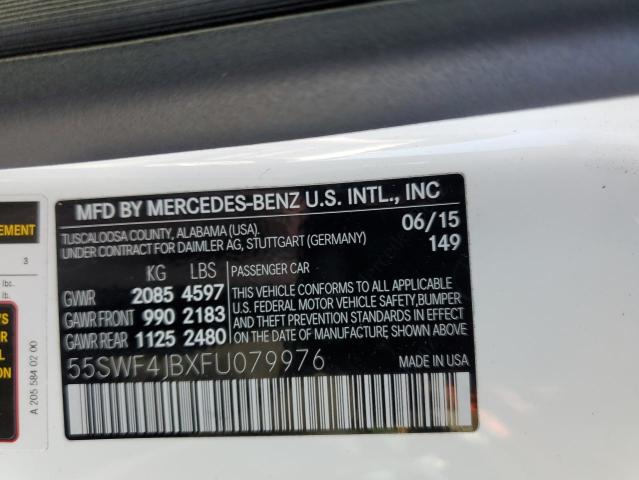 MFD BY MERCEDES-BENZ U.S. INTL., INC
TUSCALOOSA COUNTY, ALABAMA (USA).
UNDER CONTRACT FOR DAIMLER AG, STUTTGART (GERMANY)
06/15
149
KG LBS
GVWR 2085 4597
GAWR FRONT 990 2183
GAWR REAR 1125 2480
PASSENGER CAR
THIS VEHICLE CONFORMS TO ALL APPLICABLE
U.S. FEDERAL MOTOR VEHICLE SAFETY,BUMPER
AND THEFT PREVENTION STANDARDS IN EFFECT
ON THE DATE OF MANUFACTURE SHOWN ABOVE.
55SWF4JBXFU079976
EMENT
3
lbc.
lb.
'S
A 205 584 02 00